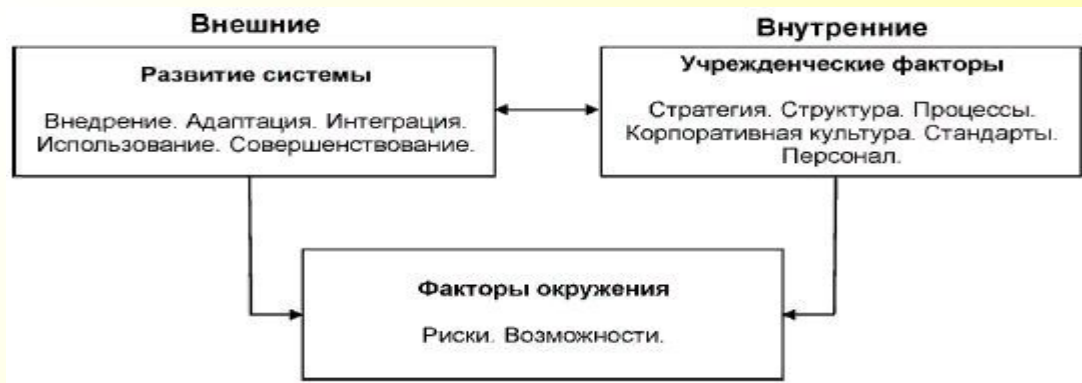 Внешние
Развитие системы
Внедрение. Адаптация. Интеграция.
Использование. Совершенствование.
Внутренние
Учрежденческие факторы
Стратегия. Структура. Процессы.
Корпоративная культура. Стандарты.
Персонал.
Факторы окружения
Риски. Возможности.